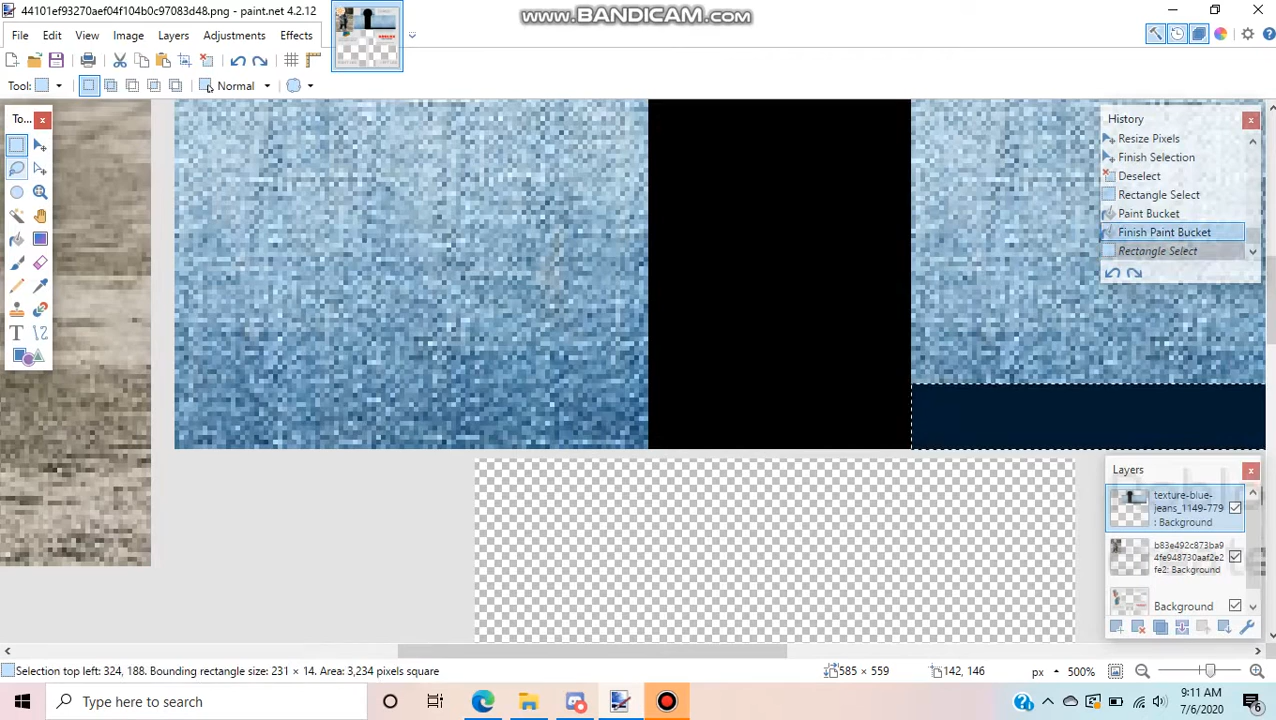 44101ef93270aef04f104b0c97083d48.png - paint.net 4.2.12
www.BANDICAM.com
File Edit View Image Layers Adjustments Effects
Tool: Normal
To...
History
Resize Pixels
Finish Selection
Deselect
Rectangle Select
Paint Bucket
Finish Paint Bucket
Rectangle Select
Layers
texture-blue-
jeans_1149-779
: Background
b83e492c873ba9
4fe948730aaf2e2
fe2: Background
Background
Selection top left: 324, 188. Bounding rectangle size: 231 × 14. Area: 3,234 pixels square
585 × 559
142, 146
px
500%
Type here to search
9:11 AM
7/6/2020
6